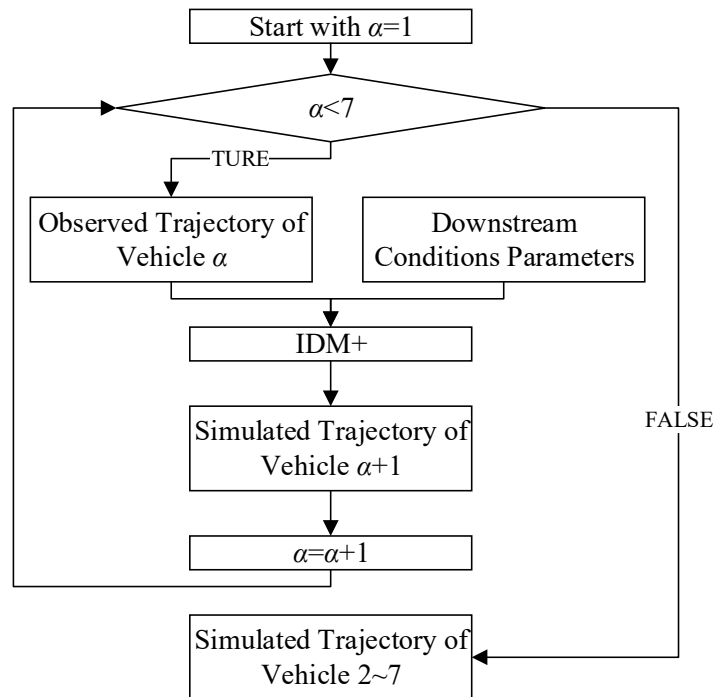 Start with α=1
α<7
TURE
Observed Trajectory of
Vehicle α
Downstream
Conditions Parameters
IDM+
Simulated Trajectory of
Vehicle α+1
FALSE
α=α+1
Simulated Trajectory of
Vehicle 2~7